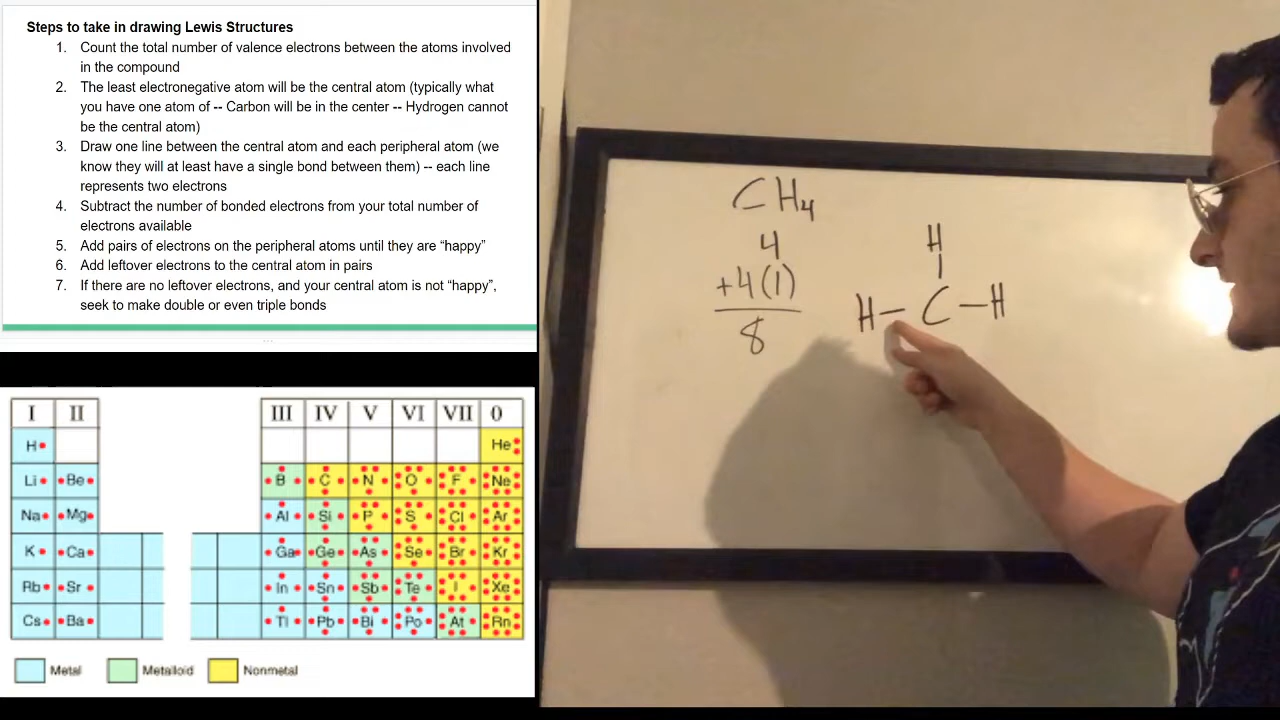 Steps to take in drawing Lewis Structures
1. Count the total number of valence electrons between the atoms involved
in the compound
2. The least electronegative atom will be the central atom (typically what
you have one atom of -- Carbon will be in the center -- Hydrogen cannot
be the central atom)
3. Draw one line between the central atom and each peripheral atom (we
know they will at least have a single bond between them) -- each line
represents two electrons
4. Subtract the number of bonded electrons from your total number of
electrons available
5. Add pairs of electrons on the peripheral atoms until they are “happy”
6. Add leftover electrons to the central atom in pairs
7. If there are no leftover electrons, and your central atom is not “happy”,
seek to make double or even triple bonds
I II III IV V VI VII 0
H He
Li Be B C N O F Ne
Na Mg Al Si P S Cl Ar
K Ca Ga Ge As Se Br Kr
Rb Sr In Sn Sb Te I Xe
Cs Ba Tl Pb Bi Po At Rn
Metal Metalloid Nonmetal
CH4
4
+4(1)
8
H
H-C-H